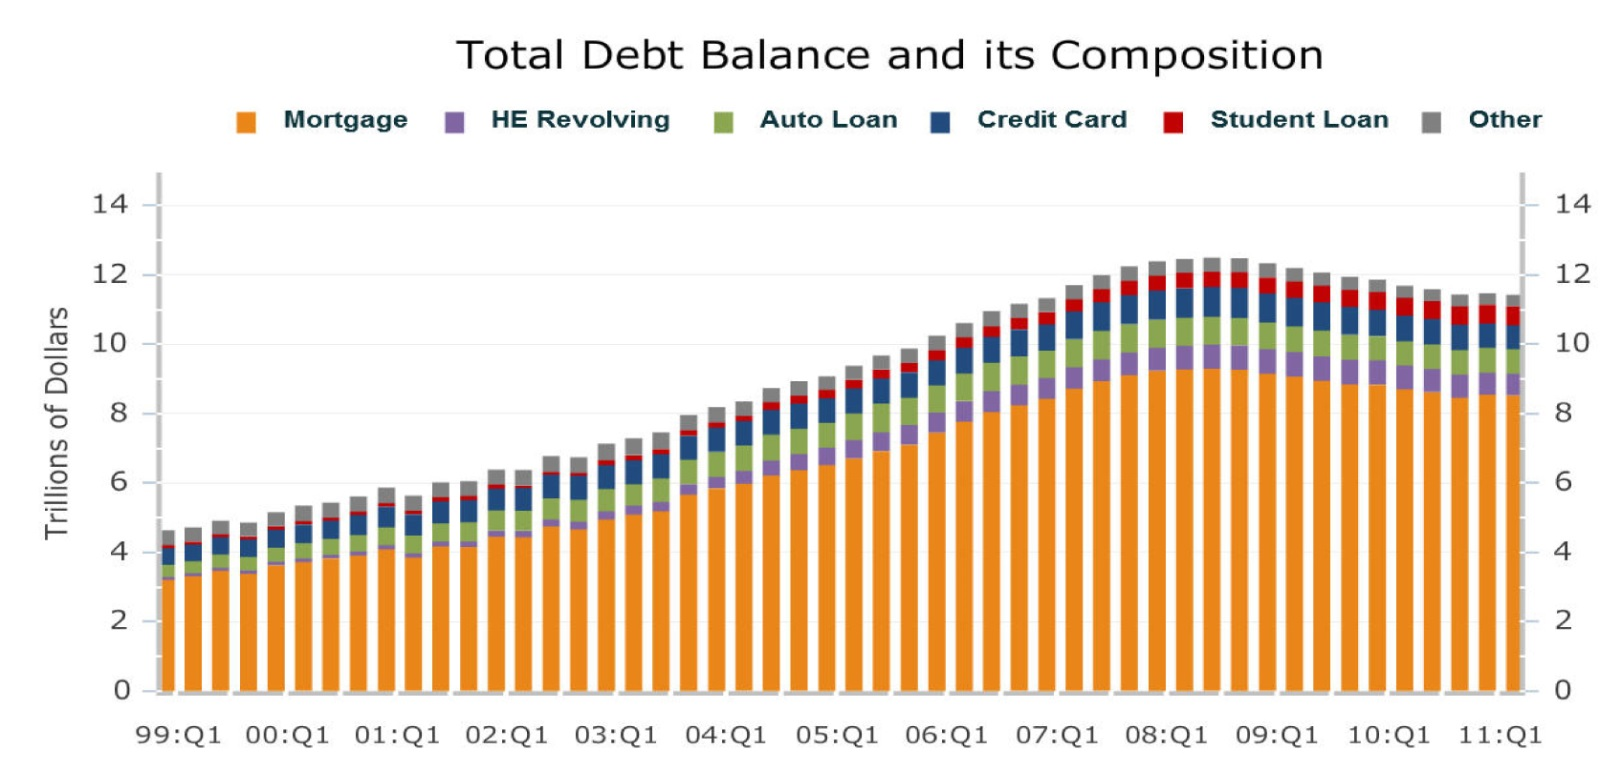 Total Debt Balance and its Composition
Mortgage HE Revolving Auto Loan Credit Card Student Loan Other
Trillions of Dollars
14 14
12 12
10 10
8 8
6 6
4 4
2 2
0 0
99:Q1 00:Q1 01:Q1 02:Q1 03:Q1 04:Q1 05:Q1 06:Q1 07:Q1 08:Q1 09:Q1 10:Q1 11:Q1